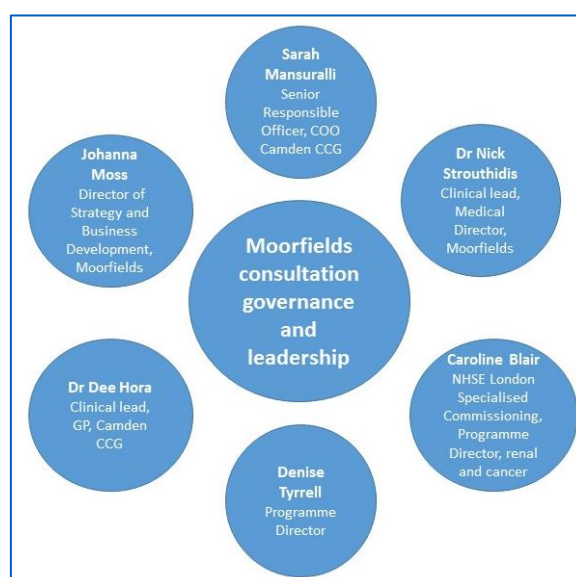 Sarah
Mansuralli
Senior
Responsible
Officer, COO
Camden CCG
Johanna
Moss
Director of
Strategy and
Business
Development,
Moorfields
Dr Nick
Strouthidis
Clinical lead,
Medical
Director,
Moorfields
Moorfields
consultation
governance
and
leadership
Dr Dee Hora
Clinical lead,
GP, Camden
CCG
Caroline Blair
NHSE London
Specialised
Commissioning,
Programme
Director, renal
and cancer
Denise
Tyrrell
Programme
Director